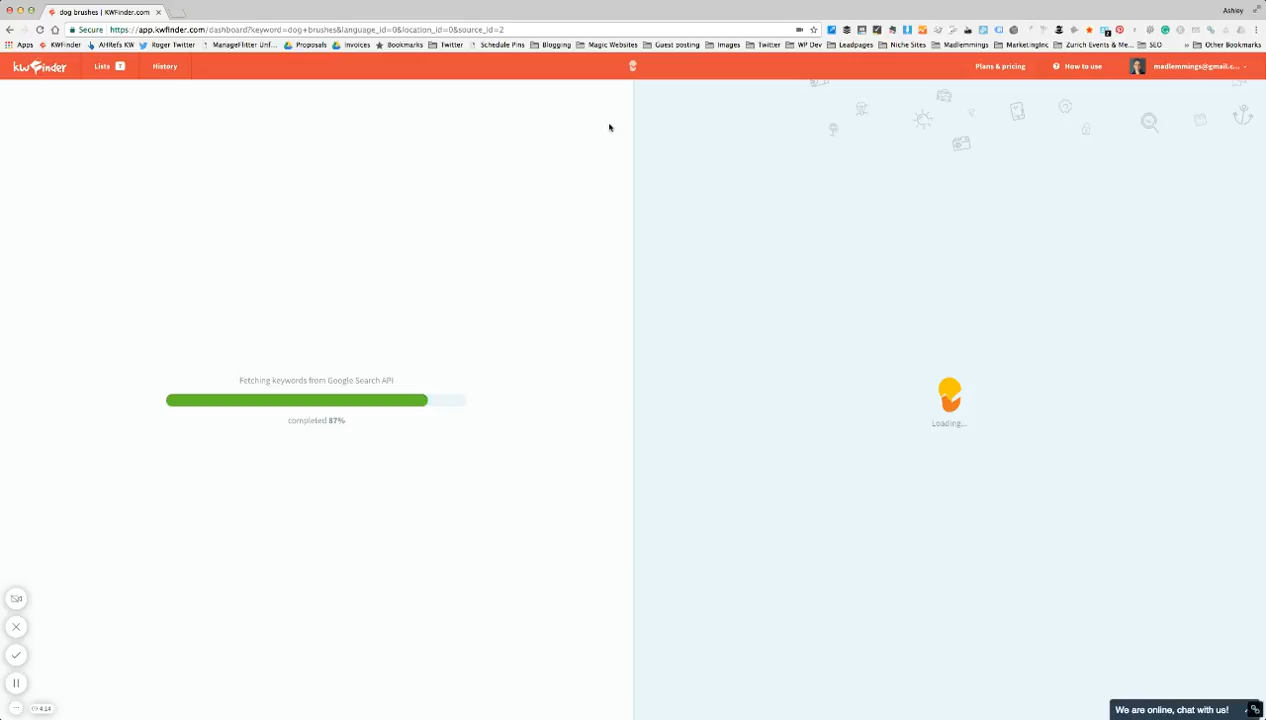 dog brushes | KWFinder.com
Ashley
Secure https://app.kwfinder.com/dashboard?keyword=dog+brushes&language_id=0&location_id=0&source_id=2
Apps KWFinder AHRefs KW Roger Twitter ManageFlitter Unf... Proposals Invoices Bookmarks Twitter Schedule Pins Blogging Magic Websites Guest posting Images Twitter WP Dev Leadpages Niche Sites Madlemmings MarketingInc Zurich Events & Me... SEO » Other Bookmarks
kwfinder Lists 7 History Plans & pricing How to use madlemmings@gmail.c...
Fetching keywords from Google Search API
completed 87%
Loading...
4:14
We are online, chat with us!